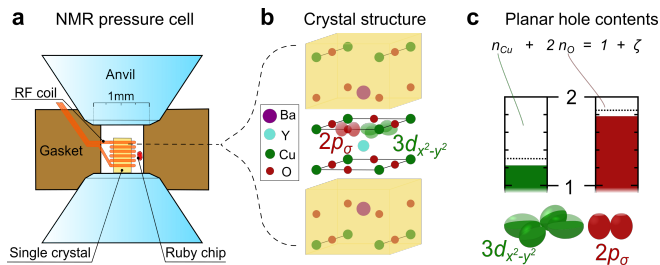 a NMR pressure cell
Anvil
RF coil
1mm
Gasket
Single crystal
Ruby chip
b Crystal structure
Ba
Y
Cu
O
2pσ
3dx²-y²
c Planar hole contents
nCu + 2 nO = 1 + ζ
2
1
3dx²-y²
2pσ